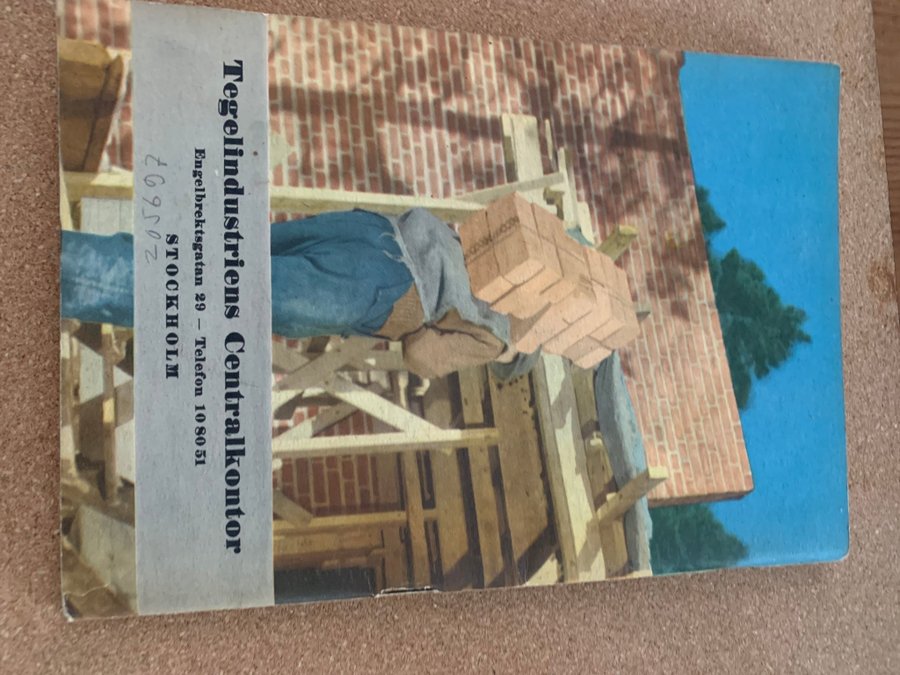 Tegelindustriens Centralkontor
Engelbrektsgatan 29 – Telefon 10 80 51
STOCKHOLM